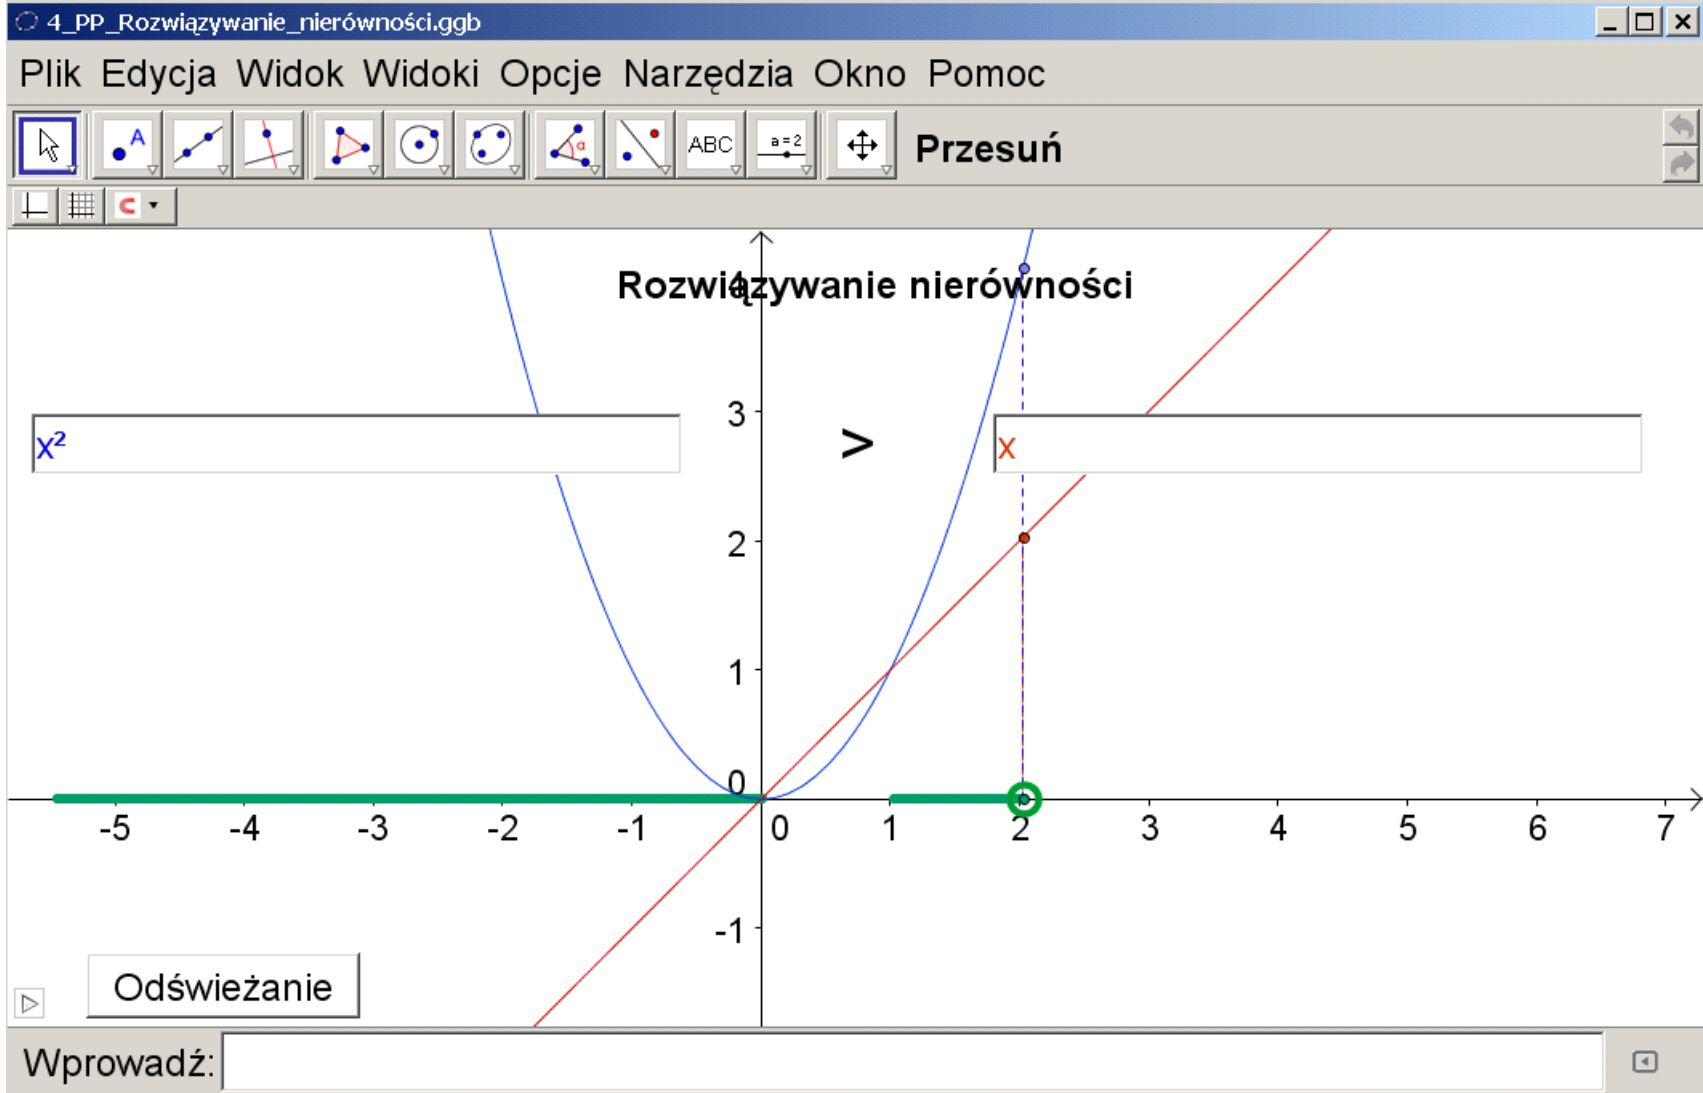 4_PP_Rozwiązywanie_nierówności.ggb
Plik Edycja Widok Widoki Opcje Narzędzia Okno Pomoc
A α ABC a=2 Przesuń
Rozwiązywanie nierówności
4
3
x² > x
2
1
0
-5 -4 -3 -2 -1 0 1 2 3 4 5 6 7
-1
Odświeżanie
Wprowadź: